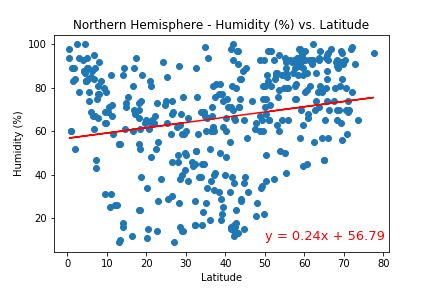 Northern Hemisphere - Humidity (%) vs. Latitude
100
80
60
40
20
Humidity (%)
y = 0.24x + 56.79
0 10 20 30 40 50 60 70 80
Latitude